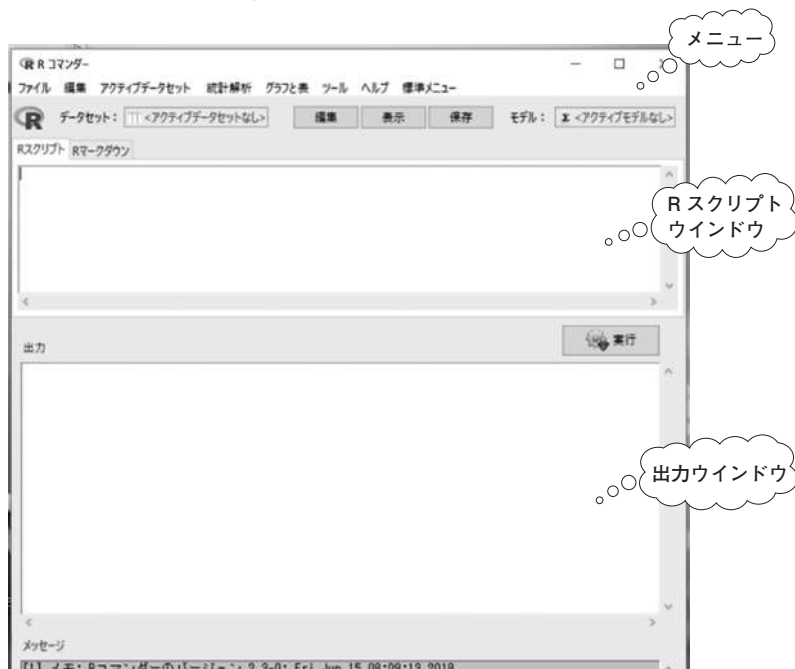 メニュー
R コマンダー
ファイル 編集 アクティブデータセット 統計解析 グラフと表 ツール ヘルプ 標準メニュー
データセット: <アクティブデータセットなし> 編集 表示 保存 モデル: Σ <アクティブモデルなし>
Rスクリプト Rマークダウン
R スクリプト
ウインドウ
実行
出力
出力ウインドウ
メッセージ
[1] メモ: Rコマンダーのバージョン 2.3-0: Fri Jun 15 08:08:13 2018